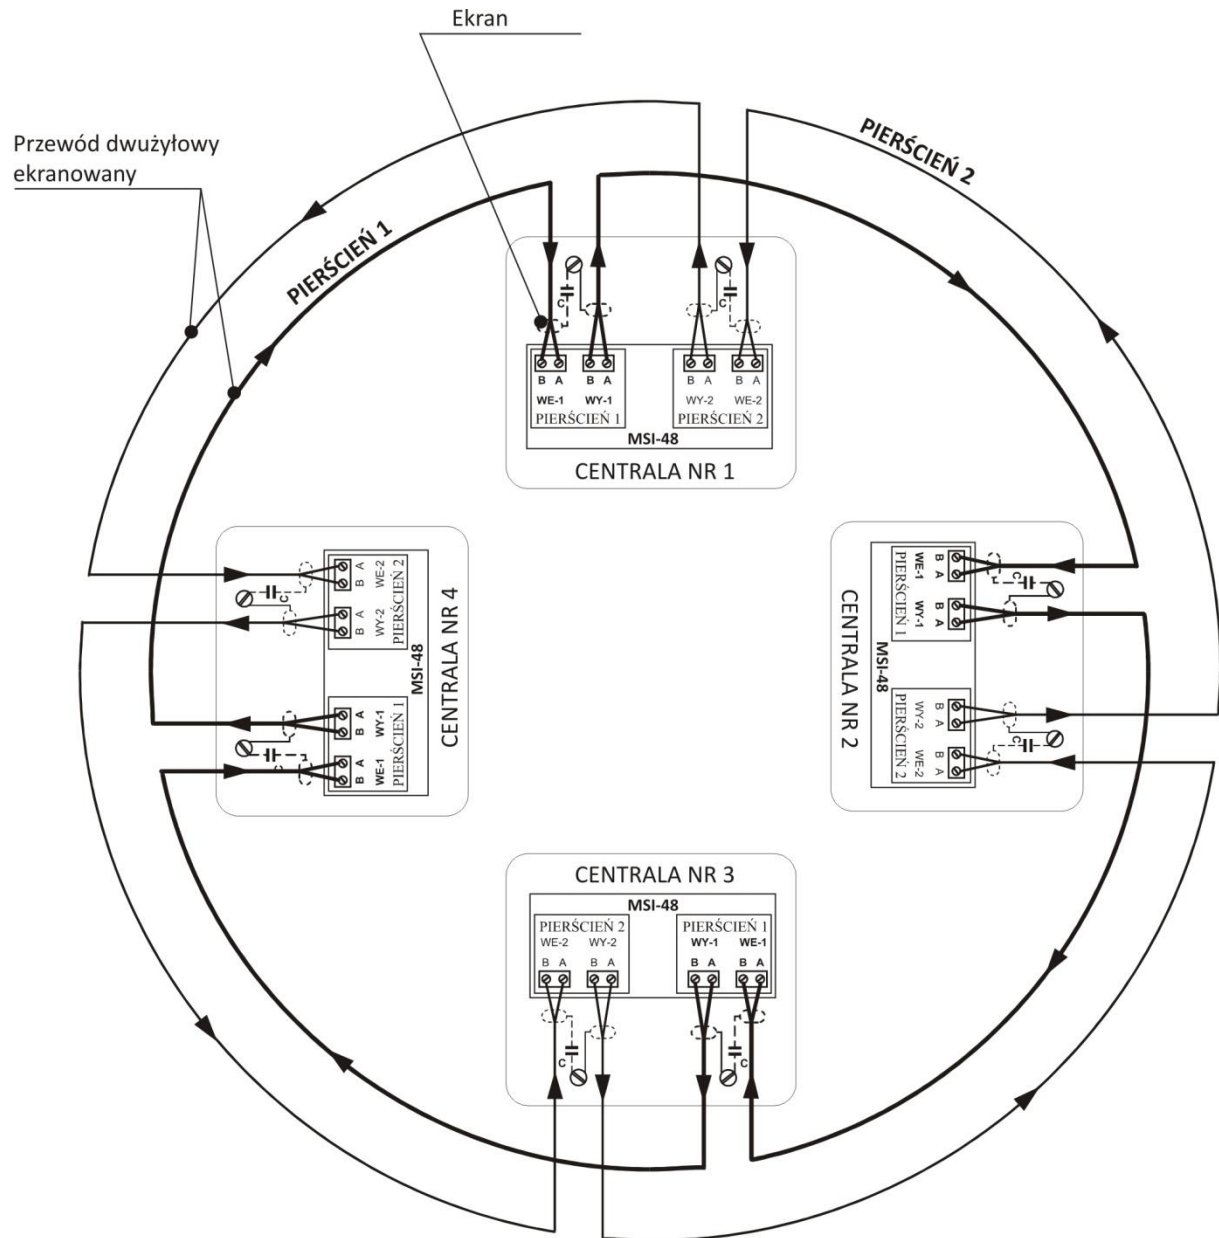 Ekran
Przewód dwużyłowy
ekranowany
PIERŚCIEŃ 1
PIERŚCIEŃ 2
C
C
B A B A B A B A
WE-1 WY-1 WY-2 WE-2
PIERŚCIEŃ 1 PIERŚCIEŃ 2
MSI-48
CENTRALA NR 1
C
C
A
B
WE-2
A
B
WY-2
PIERŚCIEŃ 2
A
B
WY-1
A
B
WE-1
PIERŚCIEŃ 1
MSI-48
CENTRALA NR 4
CENTRALA NR 2
MSI-48
PIERŚCIEŃ 1
WE-1
B
A
WY-1
B
A
PIERŚCIEŃ 2
WY-2
B
A
WE-2
B
A
C
C
CENTRALA NR 3
MSI-48
PIERŚCIEŃ 2 PIERŚCIEŃ 1
WE-2 WY-2 WY-1 WE-1
B A B A B A B A
C
C